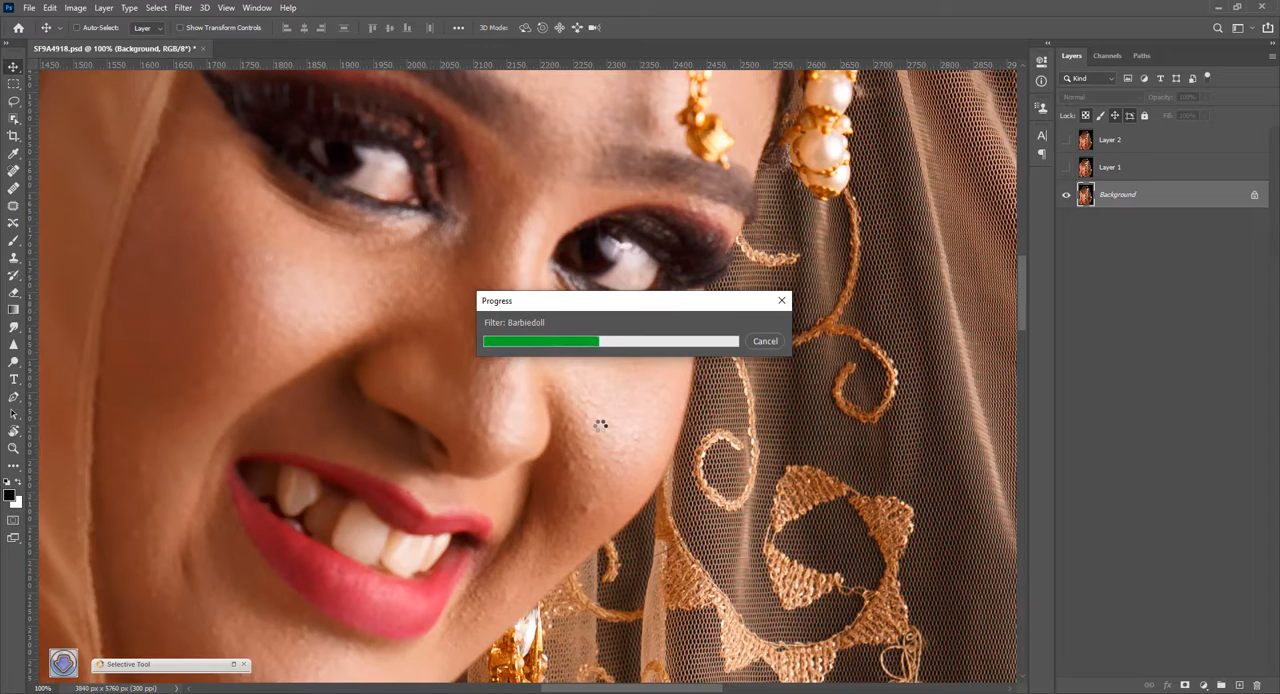 Ps File Edit Image Layer Type Select Filter 3D View Window Help
Auto-Select: Layer Show Transform Controls 3D Mode:
SF9A4918.psd @ 100% (Background, RGB/8*) *
1450 1500 1550 1600 1650 1700 1750 1800 1850 1900 1950 2000 2050 2100 2150 2200 2250 2300 2350 2400 2450 2500 2550 2600 2650 2700 2750 2800 2850
Layers Channels Paths
Kind
Normal Opacity: 100%
Lock: Fill: 100%
Layer 2
Layer 1
Background
Progress
Filter: Barbiedoll
Cancel
Selective Tool
100% 3840 px x 5760 px (300 ppi)